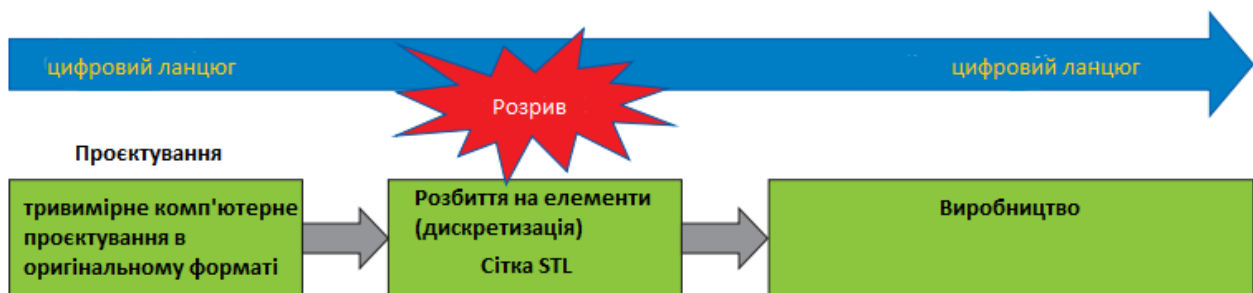 цифровий ланцюг
цифровий ланцюг
Розрив
Проєктування
тривимірне комп'ютерне
проєктування в
оригінальному форматі
Розбиття на елементи
(дискретизація)
Сітка STL
Виробництво